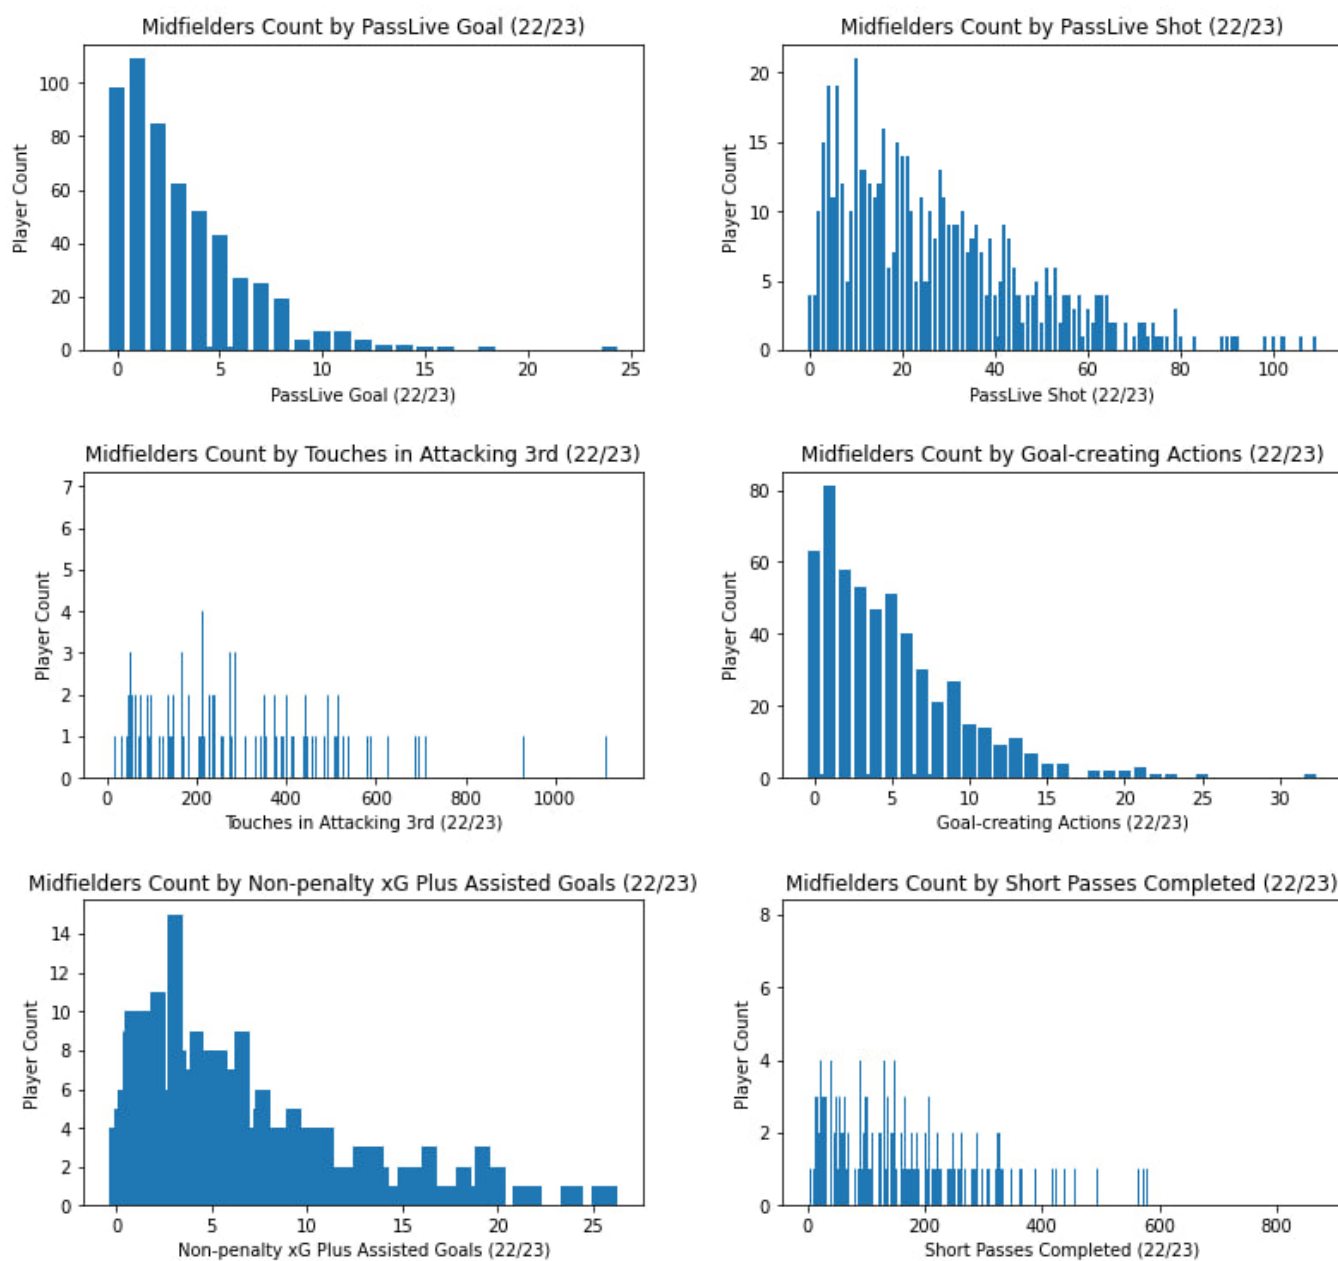 Midfielders Count by PassLive Goal (22/23)
Player Count
100
80
60
40
20
0
0 5 10 15 20 25
PassLive Goal (22/23)
Midfielders Count by PassLive Shot (22/23)
Player Count
20
15
10
5
0
0 20 40 60 80 100
PassLive Shot (22/23)
Midfielders Count by Touches in Attacking 3rd (22/23)
Player Count
7
6
5
4
3
2
1
0
0 200 400 600 800 1000
Touches in Attacking 3rd (22/23)
Midfielders Count by Goal-creating Actions (22/23)
Player Count
80
60
40
20
0
0 5 10 15 20 25 30
Goal-creating Actions (22/23)
Midfielders Count by Non-penalty xG Plus Assisted Goals (22/23)
Player Count
14
12
10
8
6
4
2
0
0 5 10 15 20 25
Non-penalty xG Plus Assisted Goals (22/23)
Midfielders Count by Short Passes Completed (22/23)
Player Count
8
6
4
2
0
0 200 400 600 800
Short Passes Completed (22/23)